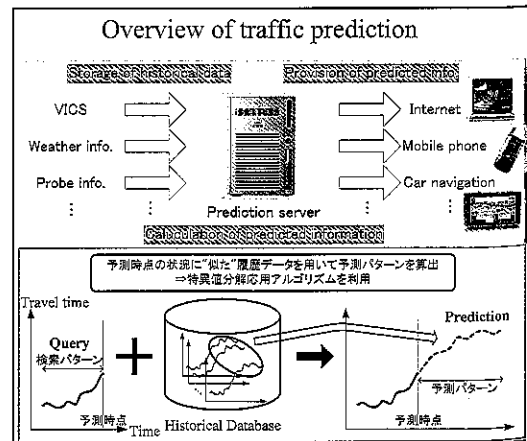 Overview of traffic prediction
Storage of historical data
Provision of predicted info.
VICS
Internet
Weather info.
Mobile phone
Probe info.
Car navigation
Prediction server
Caluculation of predicted information
予測時点の状況に"似た"履歴データを用いて予測パターンを算出
⇒特異値分解応用アルゴリズムを利用
Travel time
Query
検索パターン
Prediction
予測パターン
予測時点
Time
Historical Database
予測時点
Time